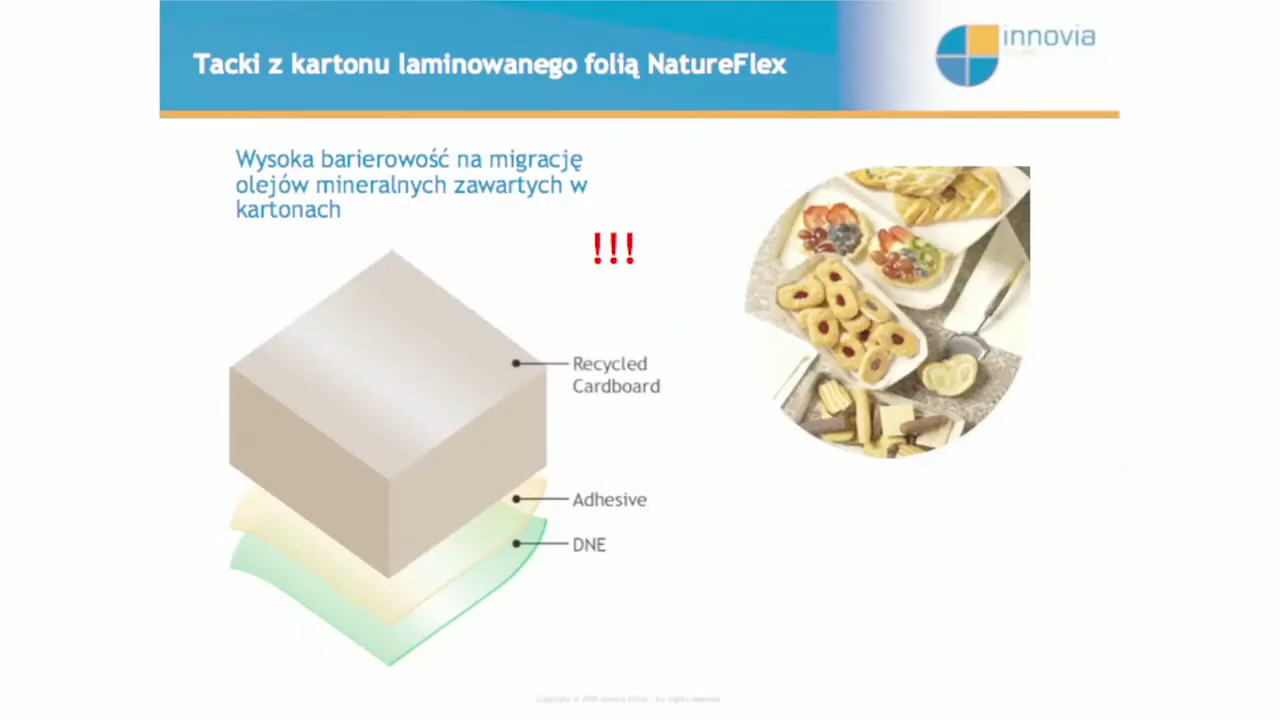 Tacki z kartonu laminowanego folią NatureFlex
innovia
Wysoka barierowość na migrację
olejów mineralnych zawartych w
kartonach
!!!
Recycled
Cardboard
Adhesive
DNE